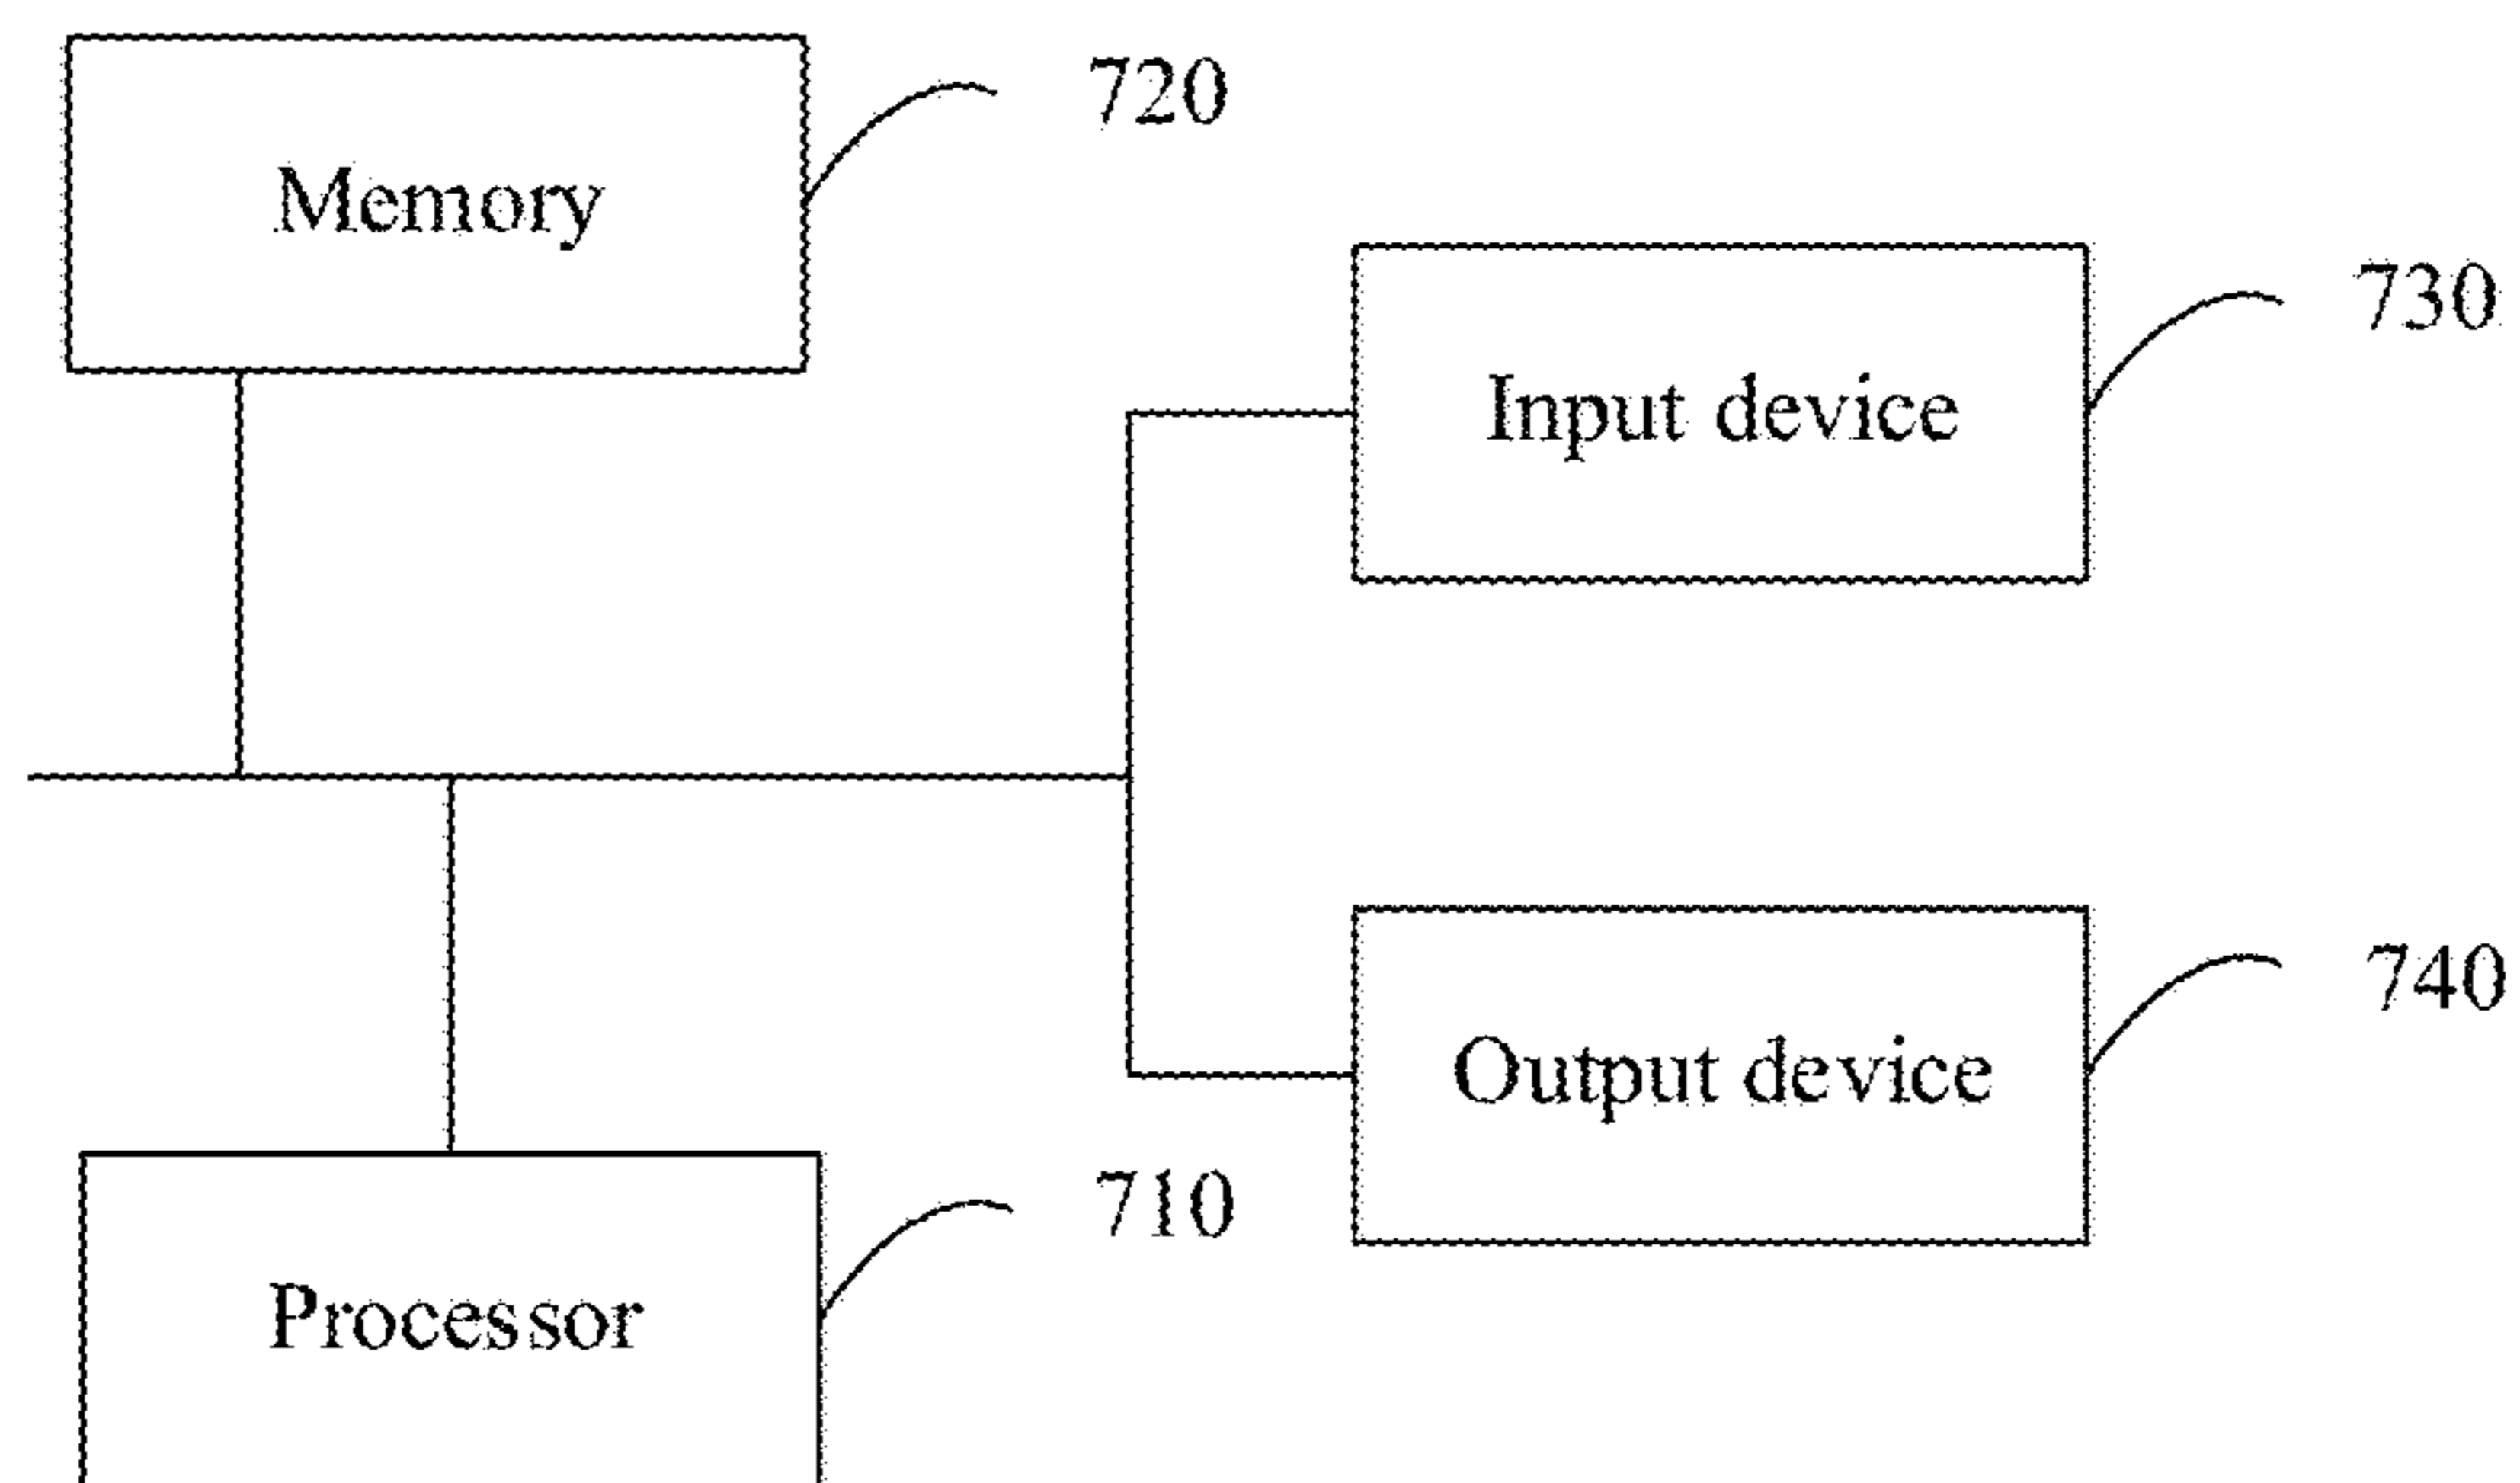 720
Memory
730
Input device
740
Output device
710
Processor